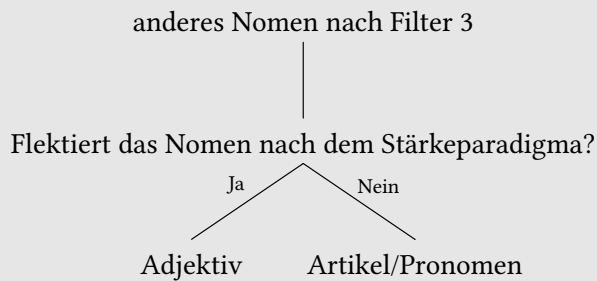 anderes Nomen nach Filter 3
Flektiert das Nomen nach dem Stärkeparadigma?
Ja Nein
Adjektiv Artikel/Pronomen